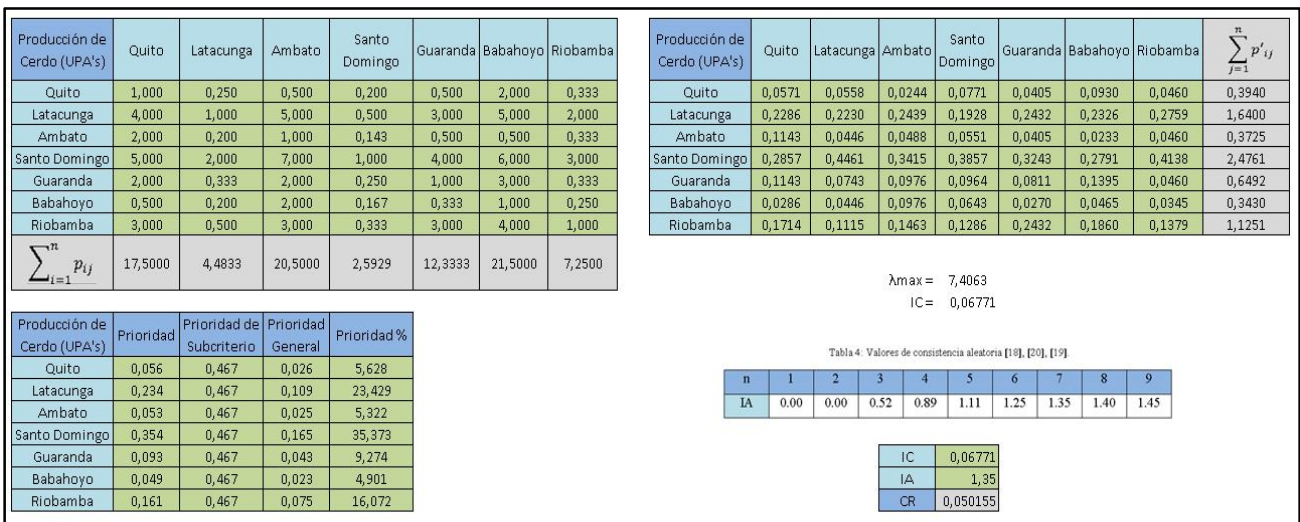 Producción de Cerdo (UPA's) Quito Latacunga Ambato Santo Domingo Guaranda Babahoyo Riobamba
Quito 1,000 0,250 0,500 0,200 0,500 2,000 0,333
Latacunga 4,000 1,000 5,000 0,500 3,000 5,000 2,000
Ambato 2,000 0,200 1,000 0,143 0,500 0,500 0,333
Santo Domingo 5,000 2,000 7,000 1,000 4,000 6,000 3,000
Guaranda 2,000 0,333 2,000 0,250 1,000 3,000 0,333
Babahoyo 0,500 0,200 2,000 0,167 0,333 1,000 0,250
Riobamba 3,000 0,500 3,000 0,333 3,000 4,000 1,000
∑ⁿᵢ₌₁ pᵢⱼ 17,5000 4,4833 20,5000 2,5929 12,3333 21,5000 7,2500
Producción de Cerdo (UPA's) Quito Latacunga Ambato Santo Domingo Guaranda Babahoyo Riobamba ∑ⁿⱼ₌₁ p'ᵢⱼ
Quito 0,0571 0,0558 0,0244 0,0771 0,0405 0,0930 0,0460 0,3940
Latacunga 0,2286 0,2230 0,2439 0,1928 0,2432 0,2326 0,2759 1,6400
Ambato 0,1143 0,0446 0,0488 0,0551 0,0405 0,0233 0,0460 0,3725
Santo Domingo 0,2857 0,4461 0,3415 0,3857 0,3243 0,2791 0,4138 2,4761
Guaranda 0,1143 0,0743 0,0976 0,0964 0,0811 0,1395 0,0460 0,6492
Babahoyo 0,0286 0,0446 0,0976 0,0643 0,0270 0,0465 0,0345 0,3430
Riobamba 0,1714 0,1115 0,1463 0,1286 0,2432 0,1860 0,1379 1,1251
λmax = 7,4063
IC = 0,06771
Producción de Cerdo (UPA's) Prioridad Prioridad de Subcriterio Prioridad General Prioridad %
Quito 0,056 0,467 0,026 5,628
Latacunga 0,234 0,467 0,109 23,429
Ambato 0,053 0,467 0,025 5,322
Santo Domingo 0,354 0,467 0,165 35,373
Guaranda 0,093 0,467 0,043 9,274
Babahoyo 0,049 0,467 0,023 4,901
Riobamba 0,161 0,467 0,075 16,072
Tabla 4: Valores de consistencia aleatoria [18], [20], [19].
n 1 2 3 4 5 6 7 8 9
IA 0.00 0.00 0.52 0.89 1.11 1.25 1.35 1.40 1.45
IC 0,06771
IA 1,35
CR 0,050155